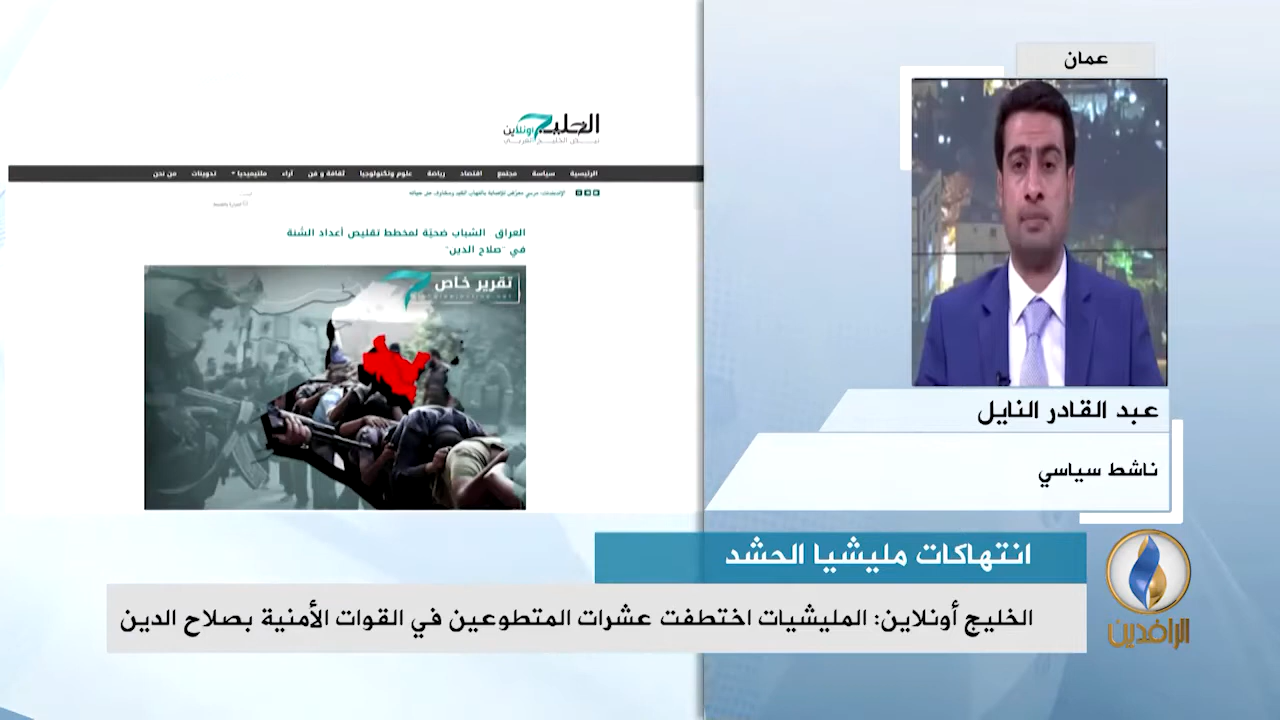 عمان
عبد القادر النايل
ناشط سياسي
الخليج
اونلاين
الرئيسية سياسة مجتمع اقتصاد رياضة علوم وتكنولوجيا ثقافة و فن آراء ملتيميديا تدوينات من نحن
العراق الشباب ضحيّة لمخطط تقليص أعداد السُّنة
في "صلاح الدين"
تقرير خاص
انتهاكات مليشيا الحشد
الخليج أونلاين: المليشيات اختطفت عشرات المتطوعين في القوات الأمنية بصلاح الدين
الرافدين